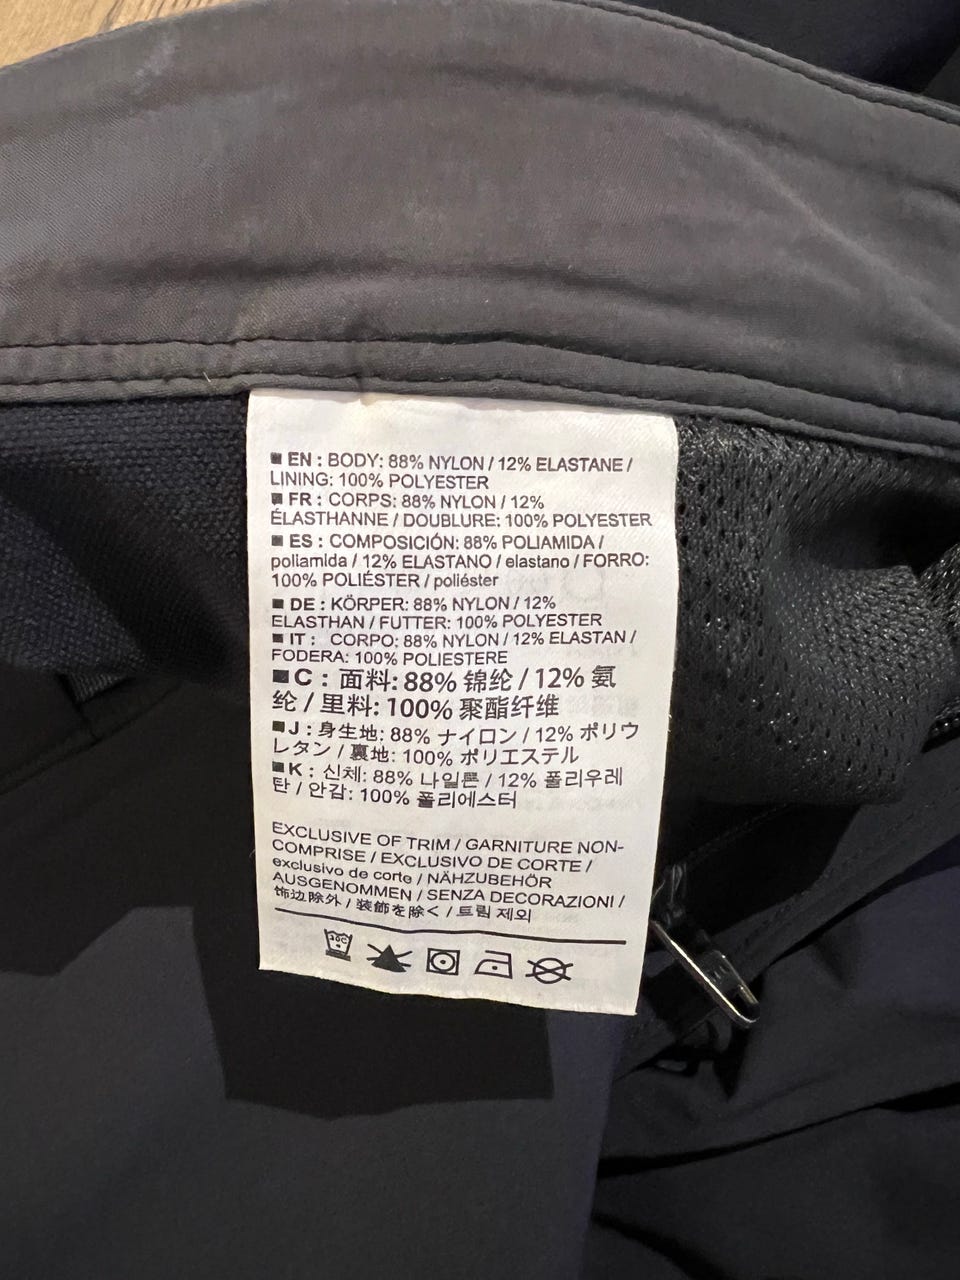 ■ EN : BODY: 88% NYLON / 12% ELASTANE /
LINING: 100% POLYESTER
■ FR : CORPS: 88% NYLON / 12%
ÉLASTHANNE / DOUBLURE: 100% POLYESTER
■ ES : COMPOSICIÓN: 88% POLIAMIDA /
poliamida / 12% ELASTANO / elastano / FORRO:
100% POLIÉSTER / poliéster
■ DE : KÖRPER: 88% NYLON / 12%
ELASTHAN / FUTTER: 100% POLYESTER
■ IT : CORPO: 88% NYLON / 12% ELASTAN /
FODERA: 100% POLIESTERE
■ C : 面料: 88% 锦纶 / 12% 氨
纶 / 里料: 100% 聚酯纤维
■ J : 身生地: 88% ナイロン / 12% ポリウ
レタン / 裏地: 100% ポリエステル
■ K : 신체: 88% 나일론 / 12% 폴리우레
탄 / 안감: 100% 폴리에스터
EXCLUSIVE OF TRIM / GARNITURE NON-
COMPRISE / EXCLUSIVO DE CORTE /
exclusivo de corte / NÄHZUBEHÖR
AUSGENOMMEN / SENZA DECORAZIONI /
饰边除外 / 装飾を除く / 트림 제외
30C